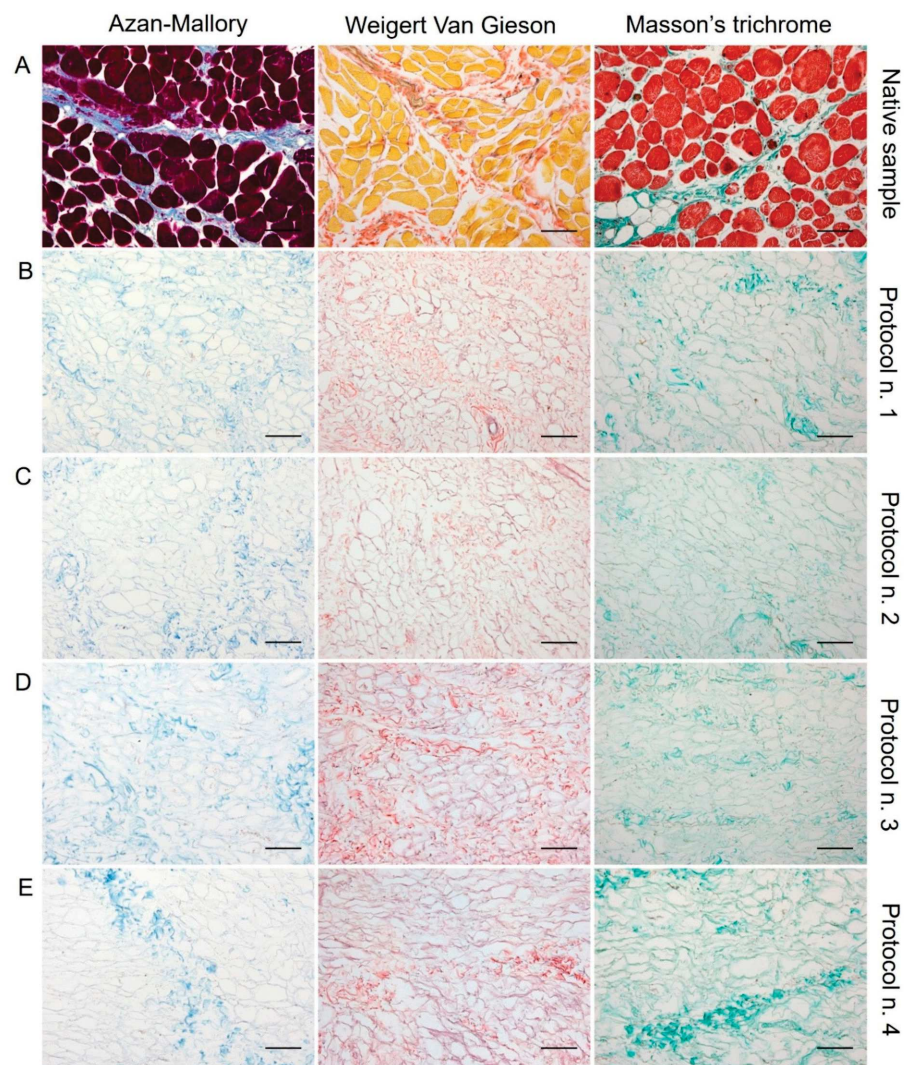 Azan-Mallory Weigert Van Gieson Masson's trichrome
A
Native sample
B
Protocol n. 1
C
Protocol n. 2
D
Protocol n. 3
E
Protocol n. 4